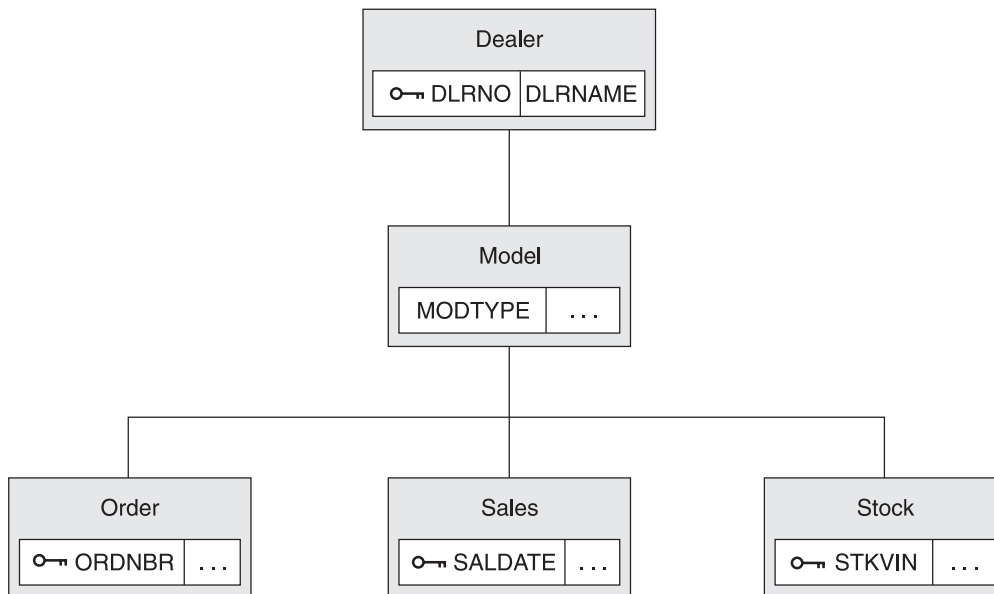 Dealer
DLRNO DLRNAME
Model
MODTYPE ...
Order
Sales
Stock
ORDNBR ...
SALDATE ...
STKVIN ...